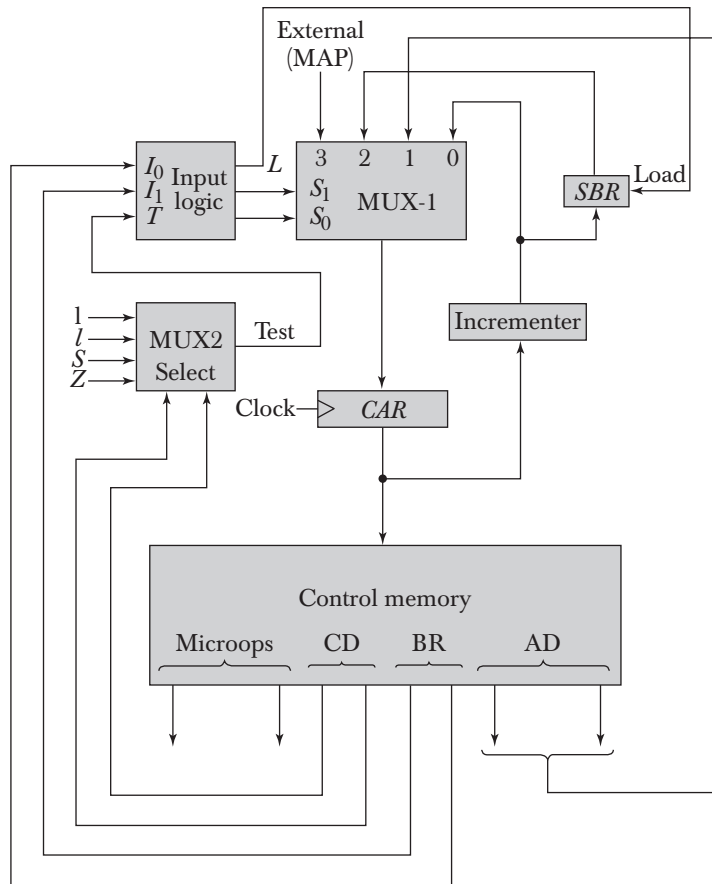 External
(MAP)
L
3 2 1 0
I0
I1
T
Input
logic
S1
S0
MUX-1
SBR
Load
1
l
S
Z
MUX2
Select
Test
Incrementer
Clock
CAR
Control memory
Microops CD BR AD